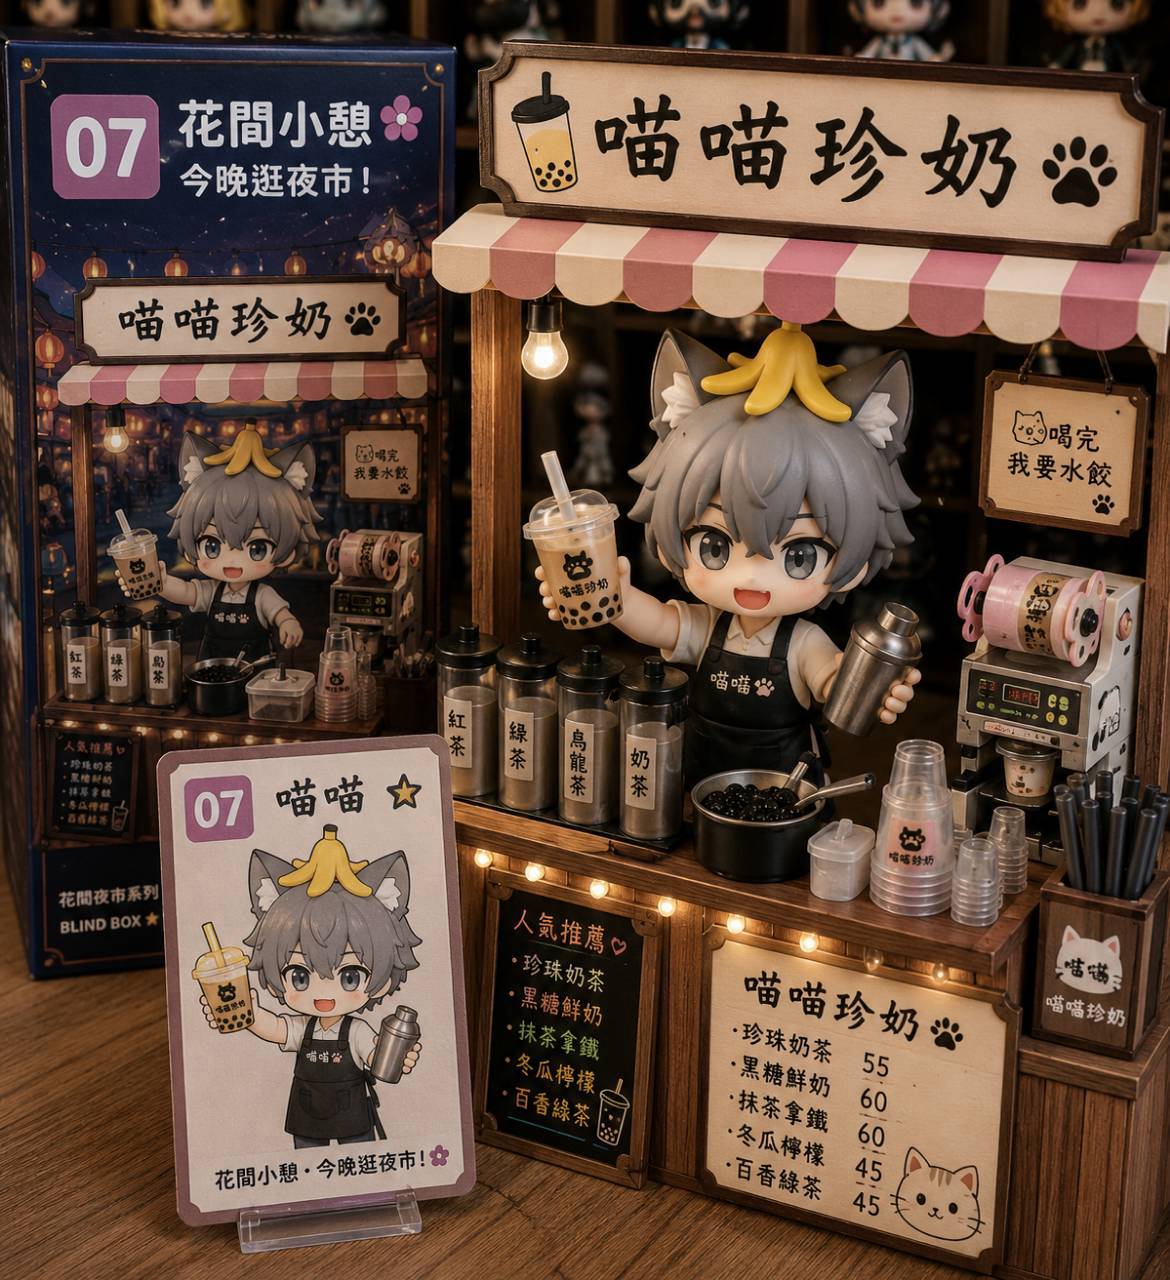 07
花間小憩
今晚逛夜市！
喵喵珍奶
喝完
我要水餃
紅茶
綠茶
烏茶
喵喵
人氣推薦
·珍珠奶茶
·黑糖鮮奶
·抹茶拿鐵
·冬瓜檸檬
·百香綠茶
花間夜市系列
BLIND BOX
07
喵喵
喵喵珍奶
喵喵
花間小憩·今晚逛夜市!
喵喵珍奶
喝完
我要水餃
喵喵珍奶
喵喵
紅茶
綠茶
烏龍茶
奶茶
喵喵珍奶
喵喵
喵喵珍奶
人氣推薦
·珍珠奶茶
·黑糖鮮奶
·抹茶拿鐵
·冬瓜檸檬
·百香綠茶
喵喵珍奶
·珍珠奶茶 55
·黑糖鮮奶 60
·抹茶拿鐵 60
·冬瓜檸檬 45
·百香綠茶 45